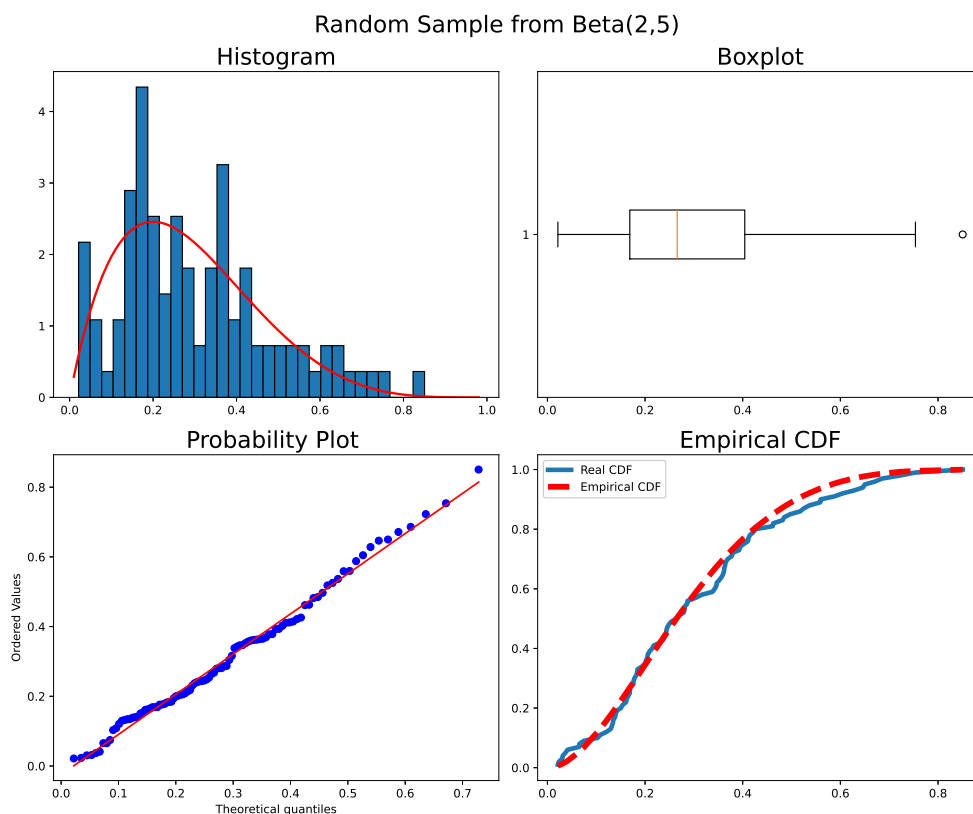 Random Sample from Beta(2,5)
Histogram
4
3
2
1
0
0.0 0.2 0.4 0.6 0.8 1.0
Boxplot
1
0.0 0.2 0.4 0.6 0.8
Probability Plot
Ordered Values
0.8
0.6
0.4
0.2
0.0
0.0 0.1 0.2 0.3 0.4 0.5 0.6 0.7
Theoretical quantiles
Empirical CDF
Real CDF
Empirical CDF
1.0
0.8
0.6
0.4
0.2
0.0
0.0 0.2 0.4 0.6 0.8